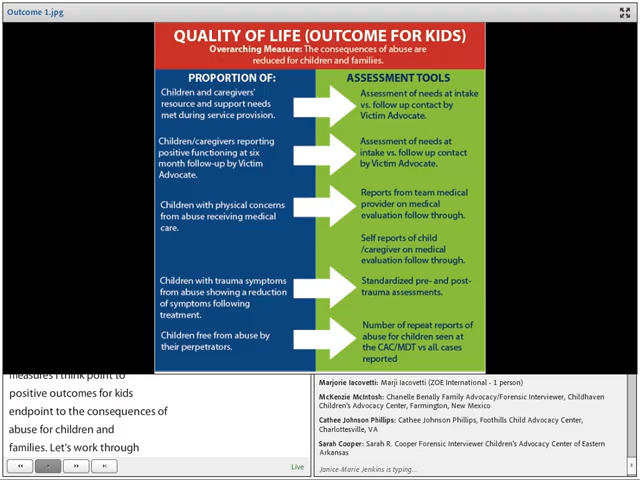 Outcome 1.jpg
QUALITY OF LIFE (OUTCOME FOR KIDS)
Overarching Measure: The consequences of abuse are
reduced for children and families.
PROPORTION OF:
Children and caregivers'
resource and support needs
met during service provision.
Children/caregivers reporting
positive functioning at six
month follow-up by Victim
Advocate.
Children with physical concerns
from abuse receiving medical
care.
Children with trauma symptoms
from abuse showing a reduction
of symptoms following
treatment.
Children free from abuse by
their perpetrators.
ASSESSMENT TOOLS
Assessment of needs at intake
vs. follow up contact by
Victim Advocate.
Assessment of needs at
intake vs. follow up contact
by Victim Advocate.
Reports from team medical
provider on medical
evaluation follow through.
Self reports of child
/caregiver on medical
evaluation follow through.
Standardized pre- and post-
trauma assessments.
Number of repeat reports of
abuse for children seen at
the CAC/MDT vs all. cases
reported
measures I think point to
positive outcomes for kids
endpoint to the consequences of
abuse for children and
families. Let's work through
Live
Marjorie Iacovetti: Marji Iacovetti (ZOE International - 1 person)
McKenzie McIntosh: Chanelle Benally Family Advocacy/Forensic Interviewer, Childhaven
Children's Advocacy Center, Farmington, New Mexico
Cathee Johnson Phillips: Cathee Johnson Phillips, Foothills Child Advocacy Center,
Charlottesville, VA
Sarah Cooper: Sarah R. Cooper Forensic Interviewer Children's Advocacy Center of Eastern
Arkansas
Janice-Marie Jenkins is typing...